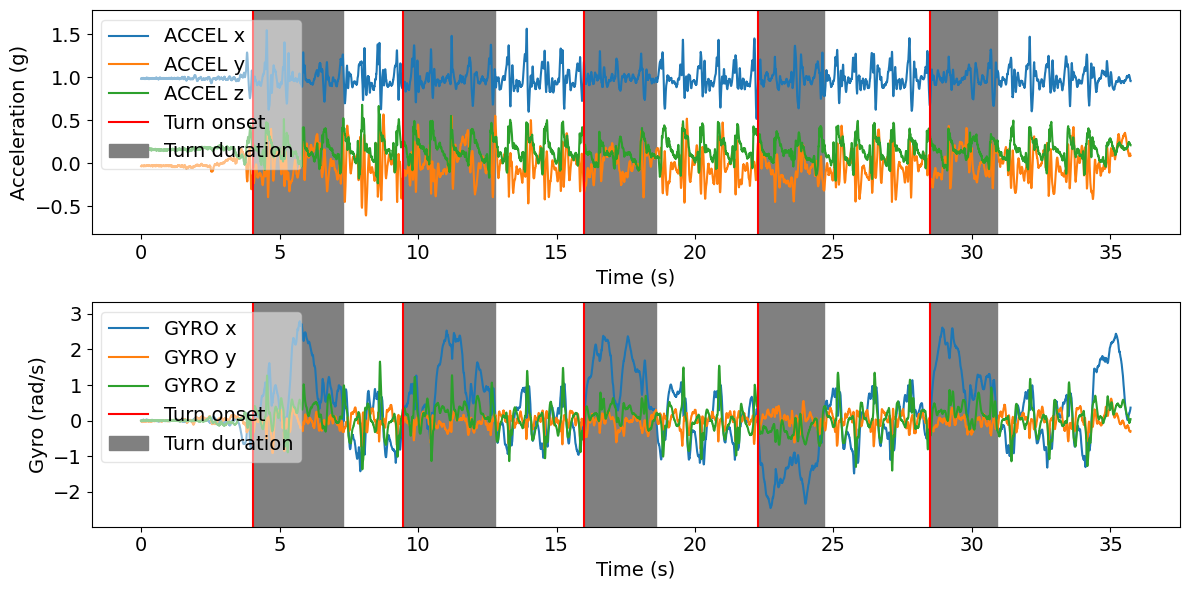 1.5
1.0
0.5
0.0
−0.5
Acceleration (g)
ACCEL x
ACCEL y
ACCEL z
Turn onset
Turn duration
0 5 10 15 20 25 30 35
Time (s)
3
2
1
0
−1
−2
Gyro (rad/s)
GYRO x
GYRO y
GYRO z
Turn onset
Turn duration
0 5 10 15 20 25 30 35
Time (s)